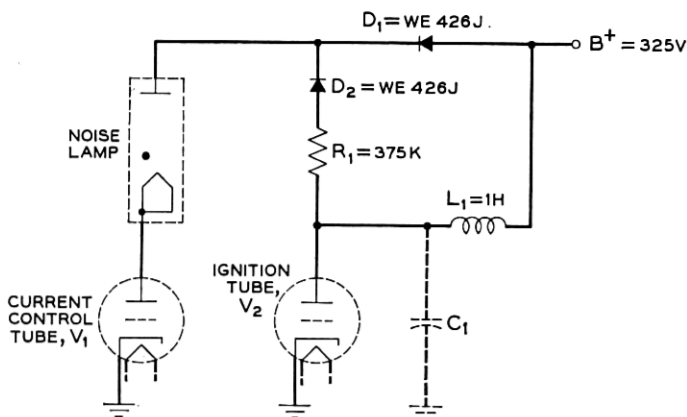 D₁ = WE 426J.
B⁺ = 325V
D₂ = WE 426J
NOISE
LAMP
R₁ = 375K
L₁ = 1H
IGNITION
TUBE,
V₂
CURRENT
CONTROL
TUBE, V₁
C₁